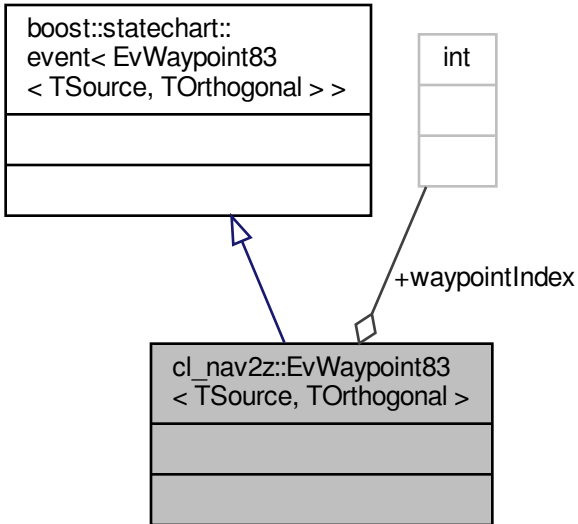 boost::statechart::
event< EvWaypoint83
< TSource, TOrthogonal > >
int
+waypointIndex
cl_nav2z::EvWaypoint83
< TSource, TOrthogonal >